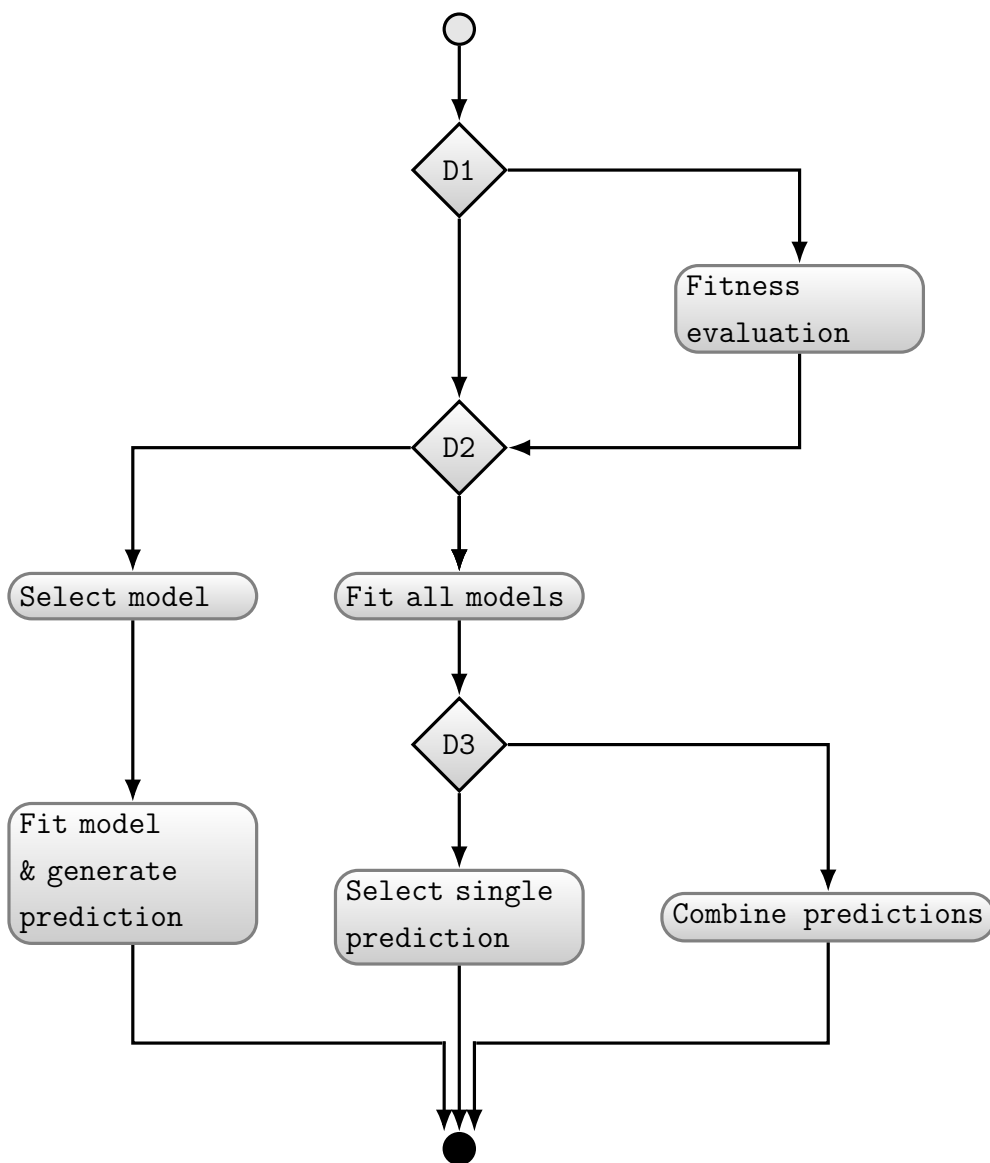 D1
Fitness
evaluation
D2
Select model
Fit all models
D3
Fit model
& generate
prediction
Select single
prediction
Combine predictions